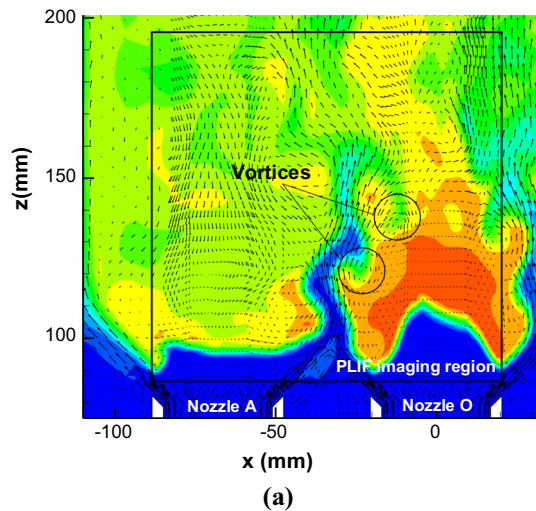 200
150
100
z(mm)
Vortices
PLIF imaging region
Nozzle A
Nozzle O
-100
-50
0
x (mm)
(a)